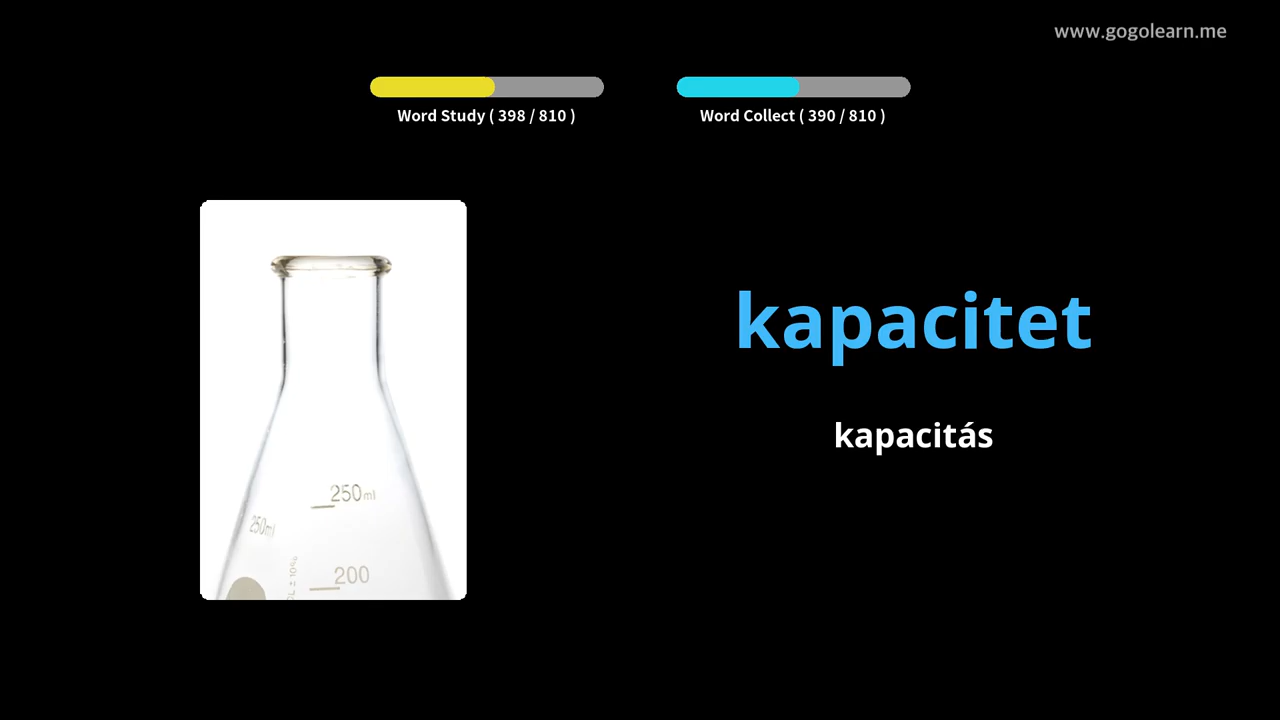 www.gogolearn.me
Word Study ( 398 / 810 )
Word Collect ( 390 / 810 )
kapacitet
kapacitás
250ml
250ml
200